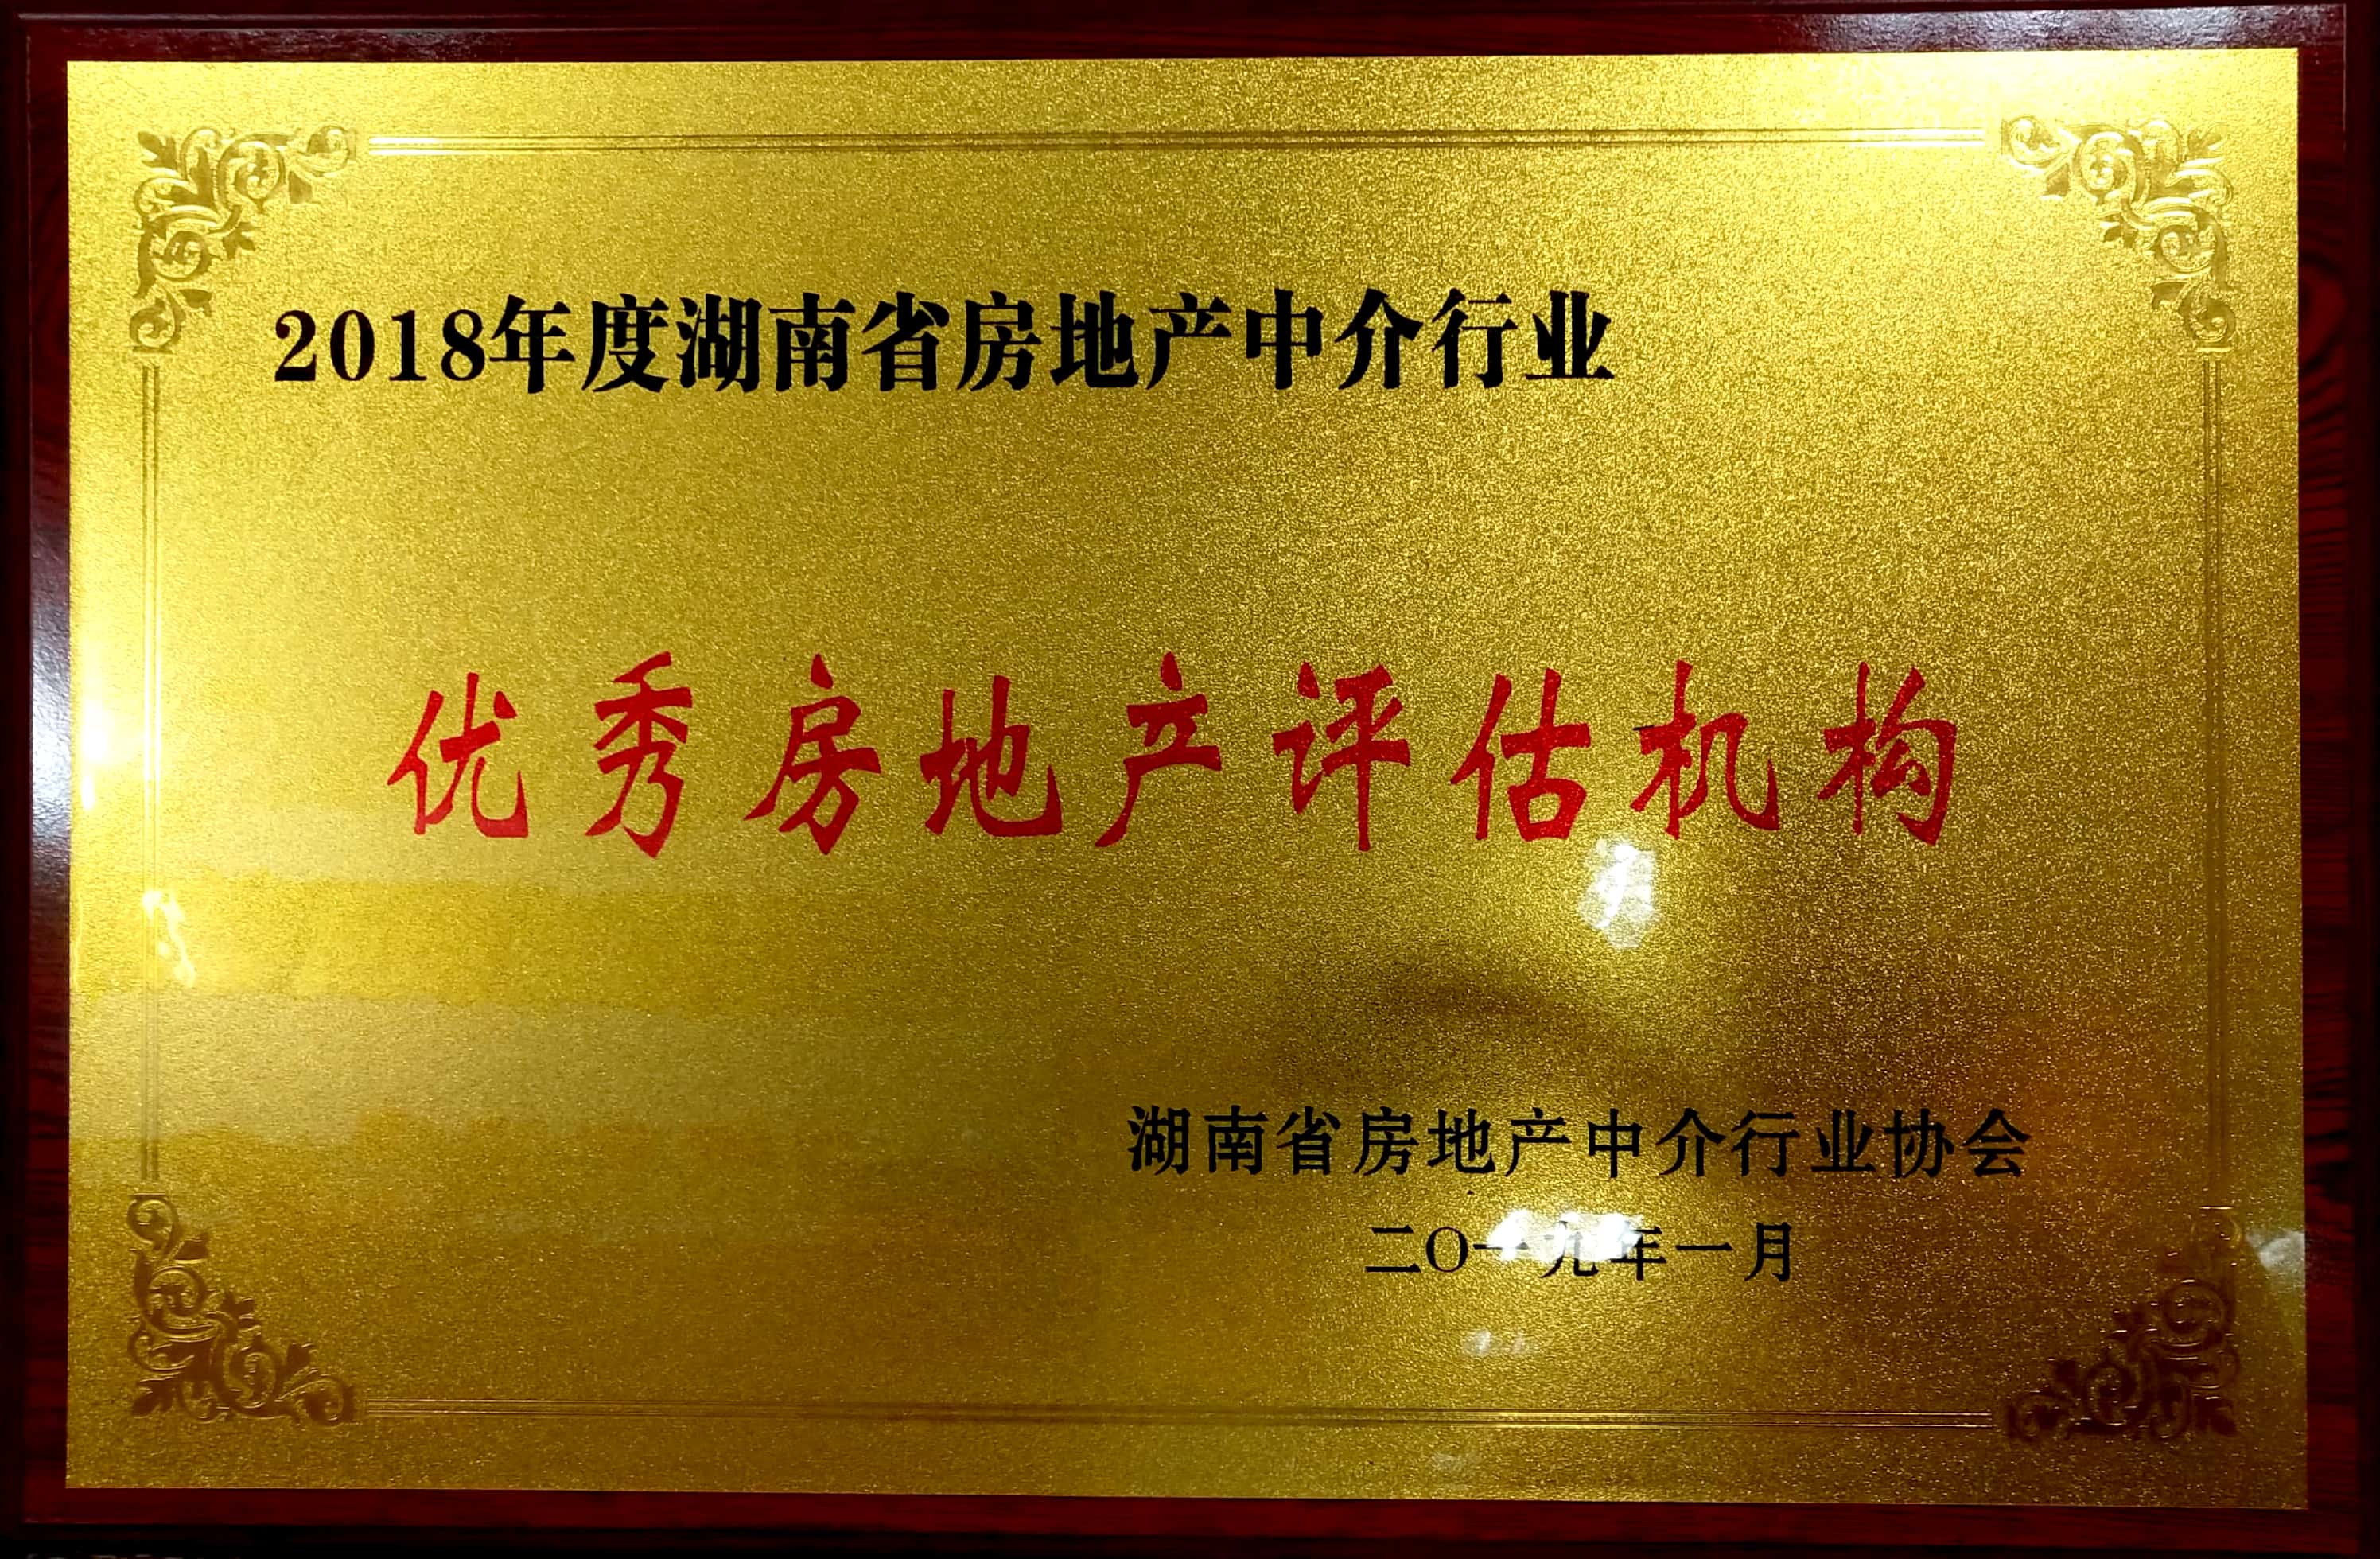 2018年度湖南省房地产中介行业
优秀房地产评估机构
湖南省房地产中介行业协会
二〇一九年一月